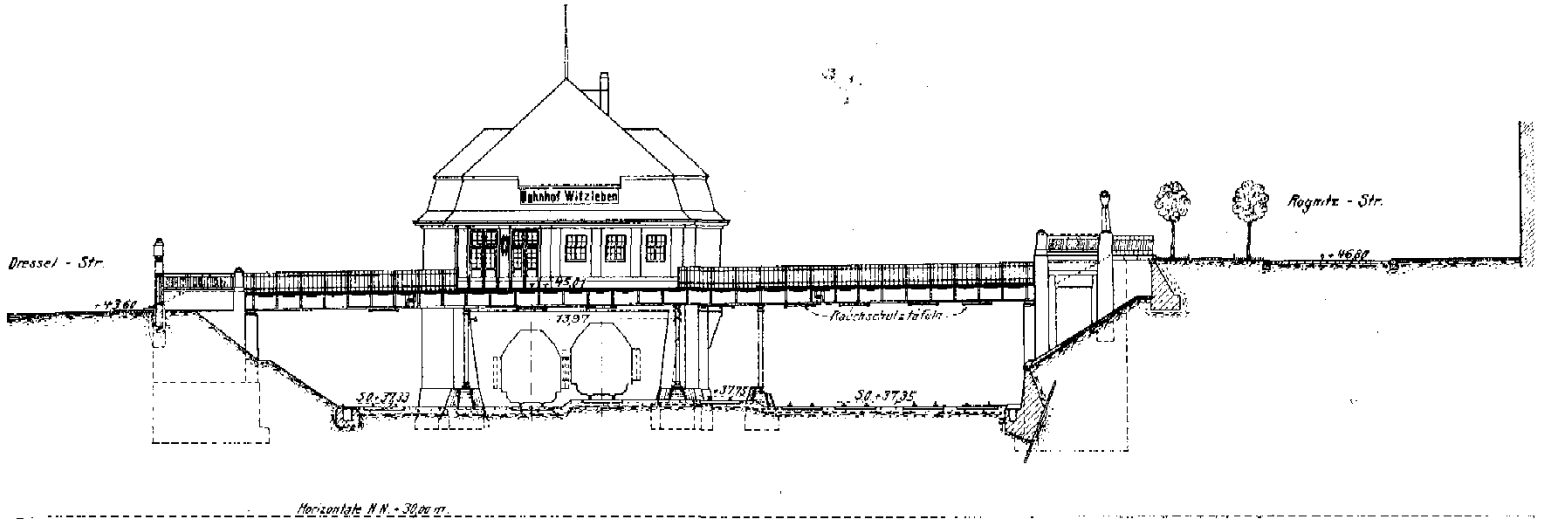 Bahnhof Witzleben
Rognitz - Str.
Dressel - Str.
+46,60
+43,60
+45,01
13,97
Rauchschutztafeln
S.O.+37,33
+37,75
S.O.+37,35
Horizontale N.N. + 30,00 m.